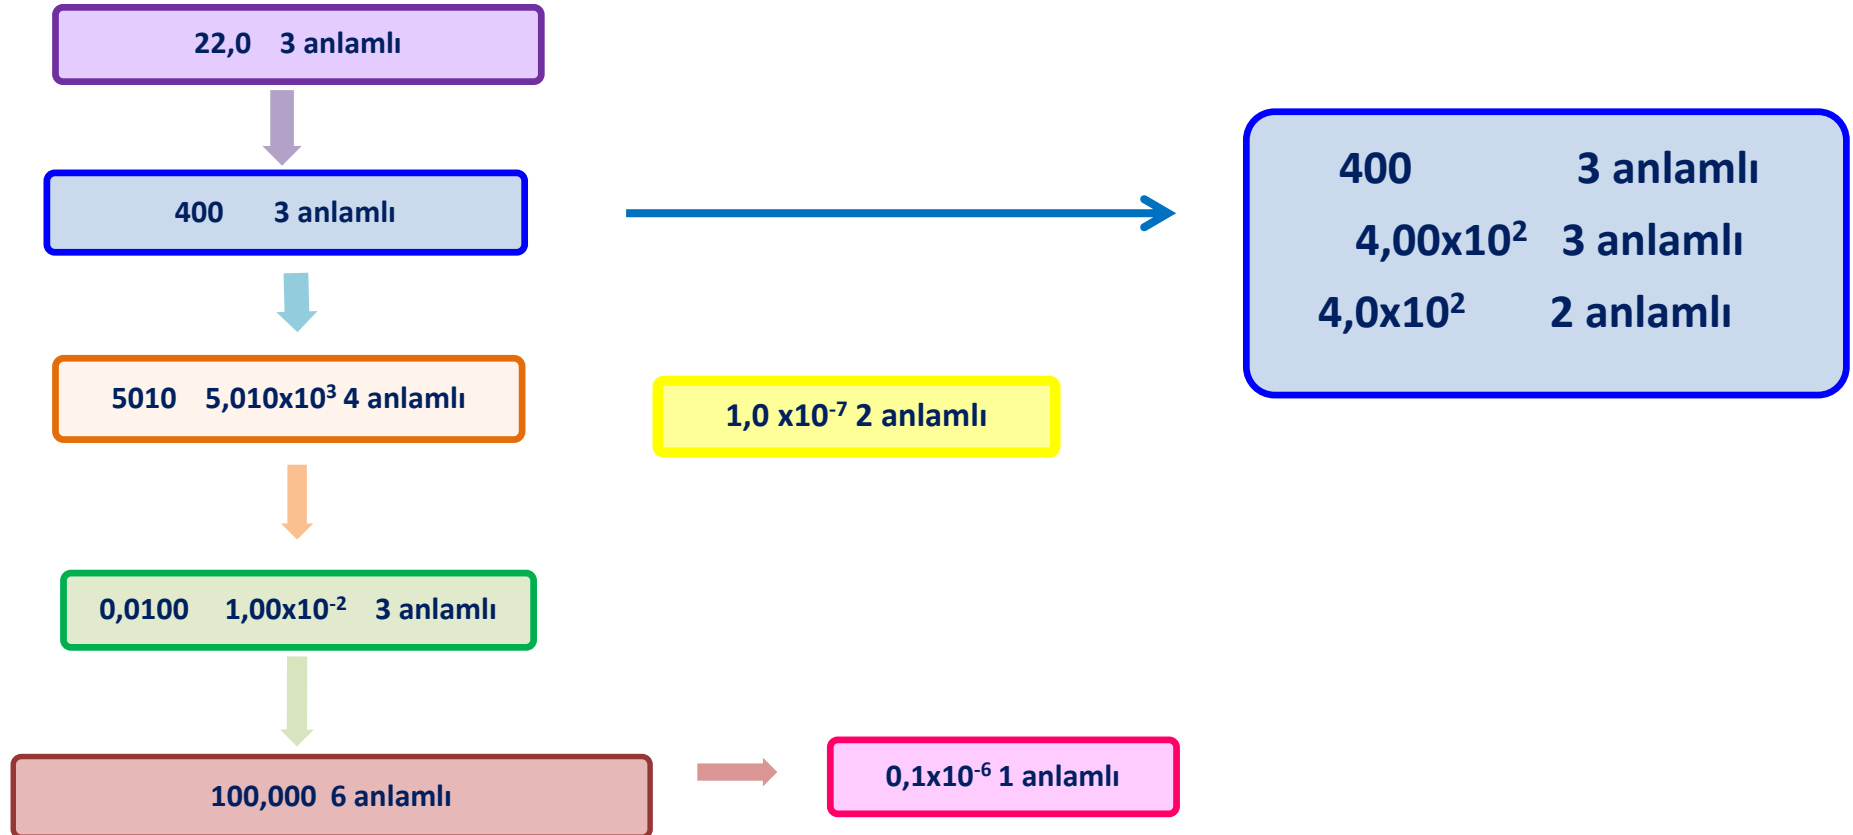 22,0 3 anlamlı
400 3 anlamlı
400 3 anlamlı
4,00x10² 3 anlamlı
4,0x10² 2 anlamlı
5010 5,010x10³ 4 anlamlı
1,0 x10⁻⁷ 2 anlamlı
0,0100 1,00x10⁻² 3 anlamlı
100,000 6 anlamlı
0,1x10⁻⁶ 1 anlamlı